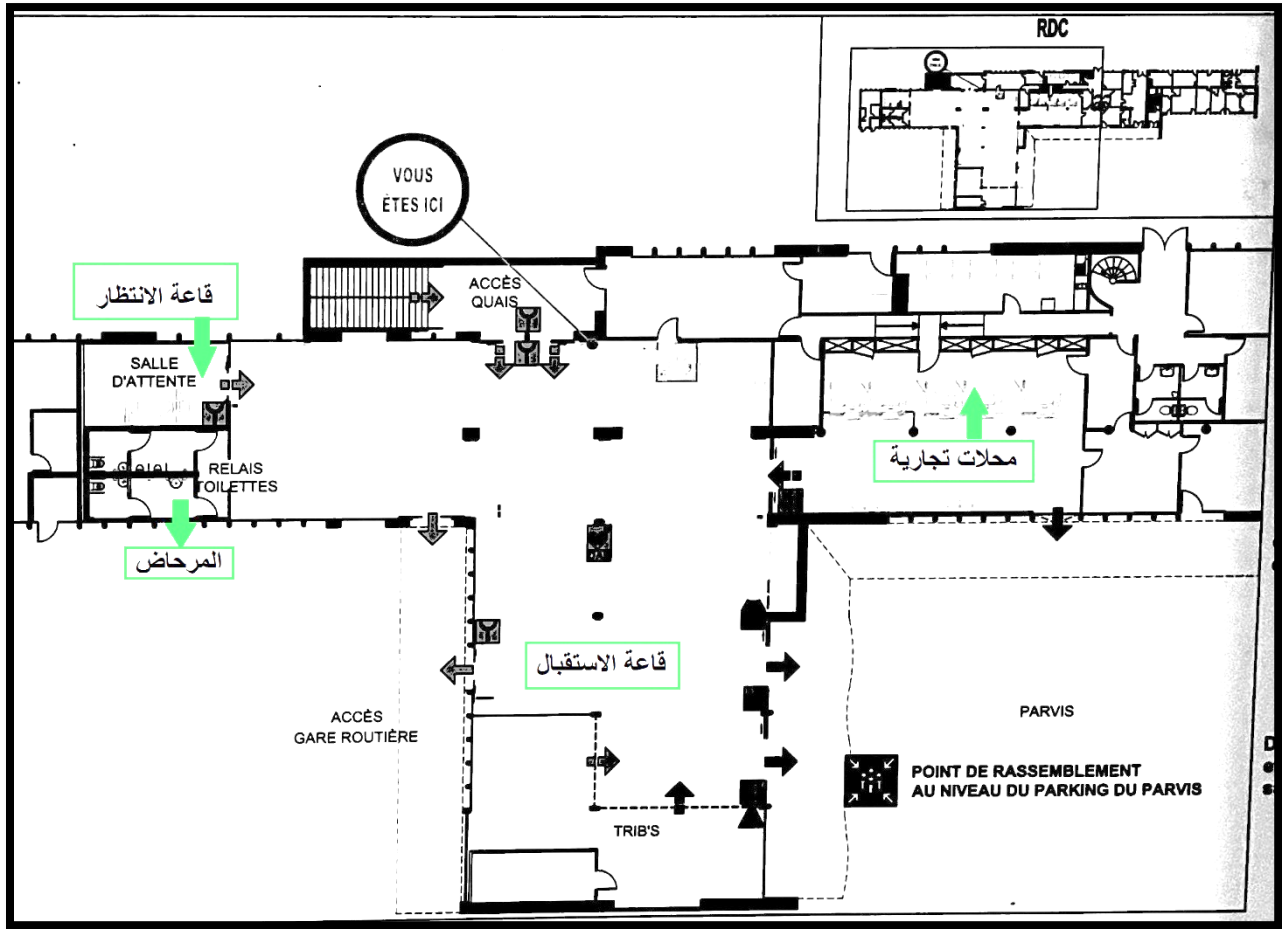 RDC
VOUS
ÊTES ICI
قاعة الانتظار
ACCÈS
QUAIS
SALLE
D'ATTENTE
محلات تجارية
RELAIS
TOILETTES
المرحاض
قاعة الاستقبال
ACCÈS
GARE ROUTIÈRE
PARVIS
POINT DE RASSEMBLEMENT
AU NIVEAU DU PARKING DU PARVIS
TRIB'S